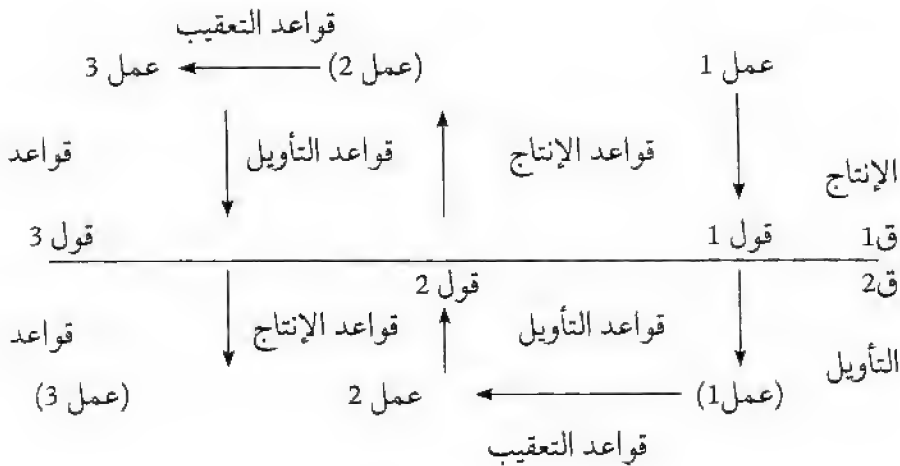 قواعد التعقيب
عمل 1 (عمل 2) عمل 3
الإنتاج قواعد الإنتاج قواعد التأويل قواعد
ق1 قول 1 قول 3
ق2 قول 2
التأويل قواعد التأويل قواعد الإنتاج قواعد
(عمل1) عمل 2 (عمل 3)
قواعد التعقيب